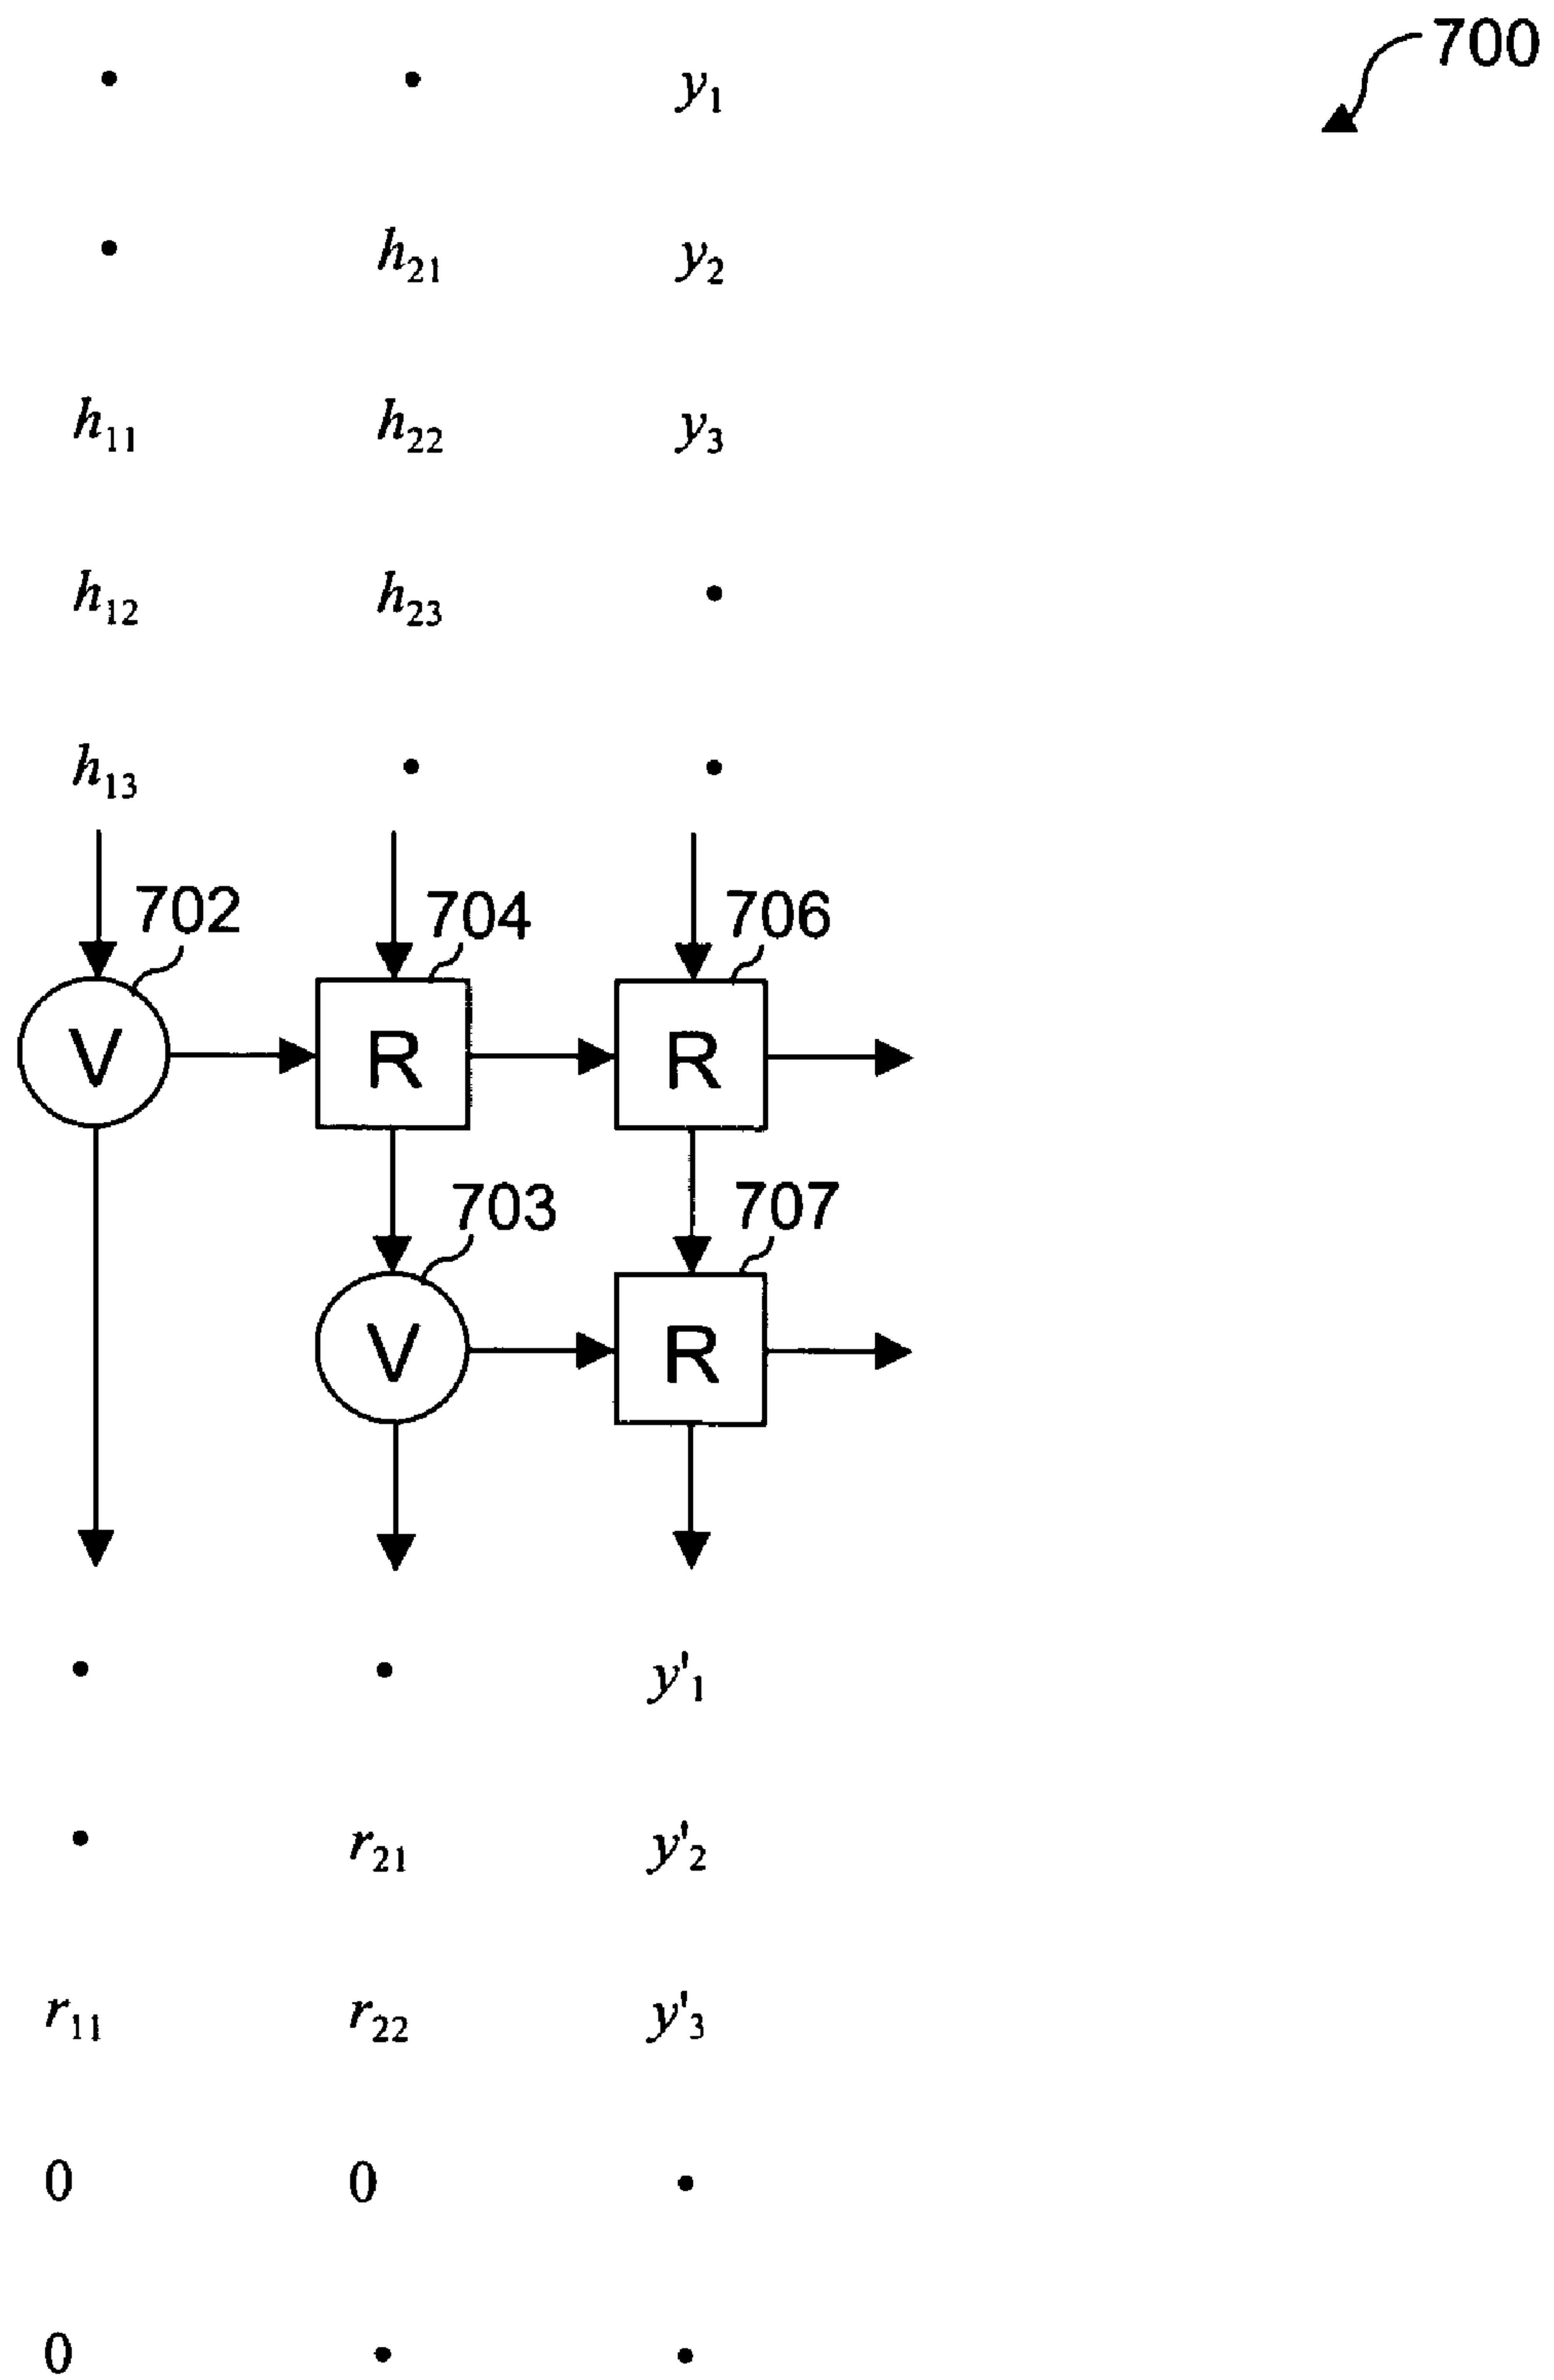 700
• • y₁
• h₂₁ y₂
h₁₁ h₂₂ y₃
h₁₂ h₂₃ •
h₁₃ • •
702 704 706
V R R
703 707
V R
• • y'₁
• r₂₁ y'₂
r₁₁ r₂₂ y'₃
0 0 •
0 • •